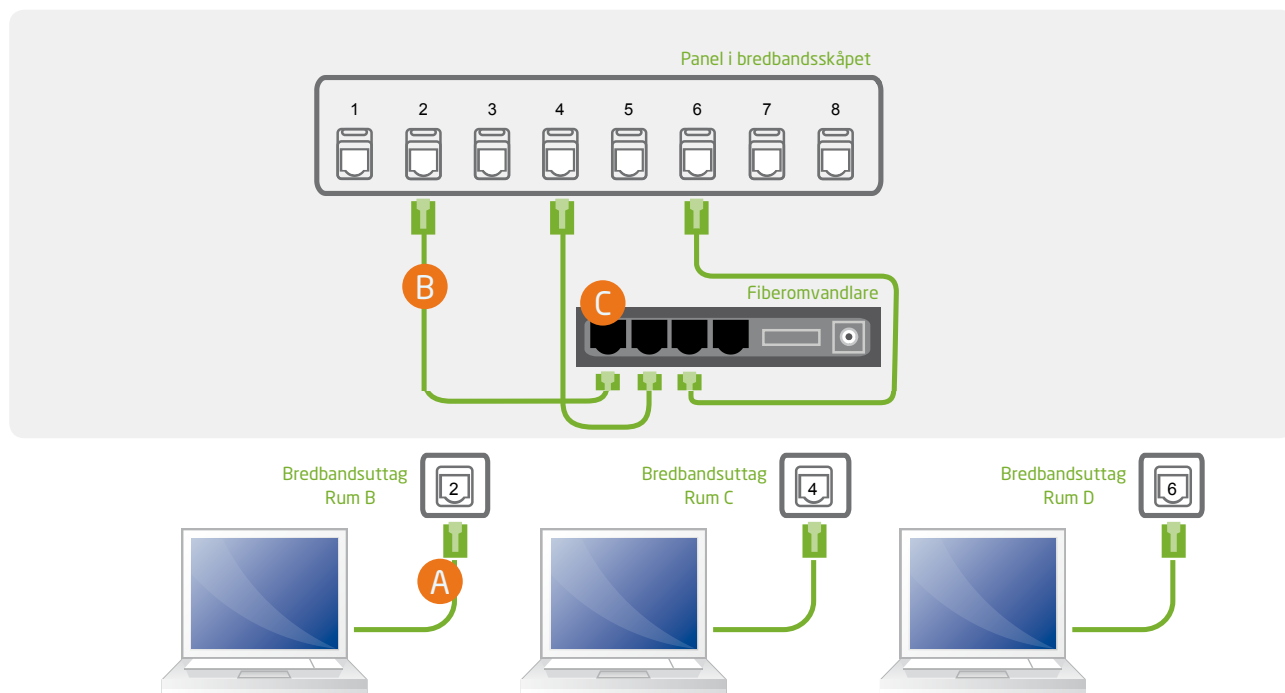 Panel i bredbandsskåpet
1 2 3 4 5 6 7 8
B
Fiberomvandlare
C
Bredbandsuttag
Rum B
2
Bredbandsuttag
Rum C
4
Bredbandsuttag
Rum D
6
A